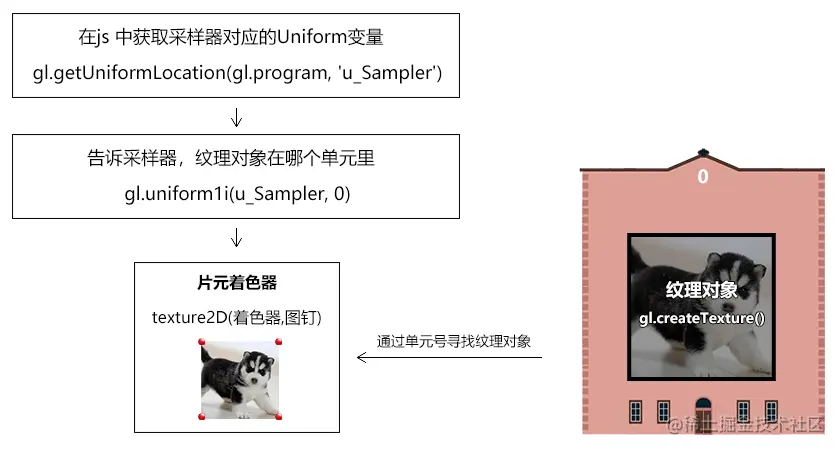 在js 中获取采样器对应的Uniform变量
gl.getUniformLocation(gl.program, 'u_Sampler')
告诉采样器，纹理对象在哪个单元里
gl.uniform1i(u_Sampler, 0)
片元着色器
texture2D(着色器,图钉)
通过单元号寻找纹理对象
0
纹理对象
gl.createTexture()
@稀土掘金技术社区